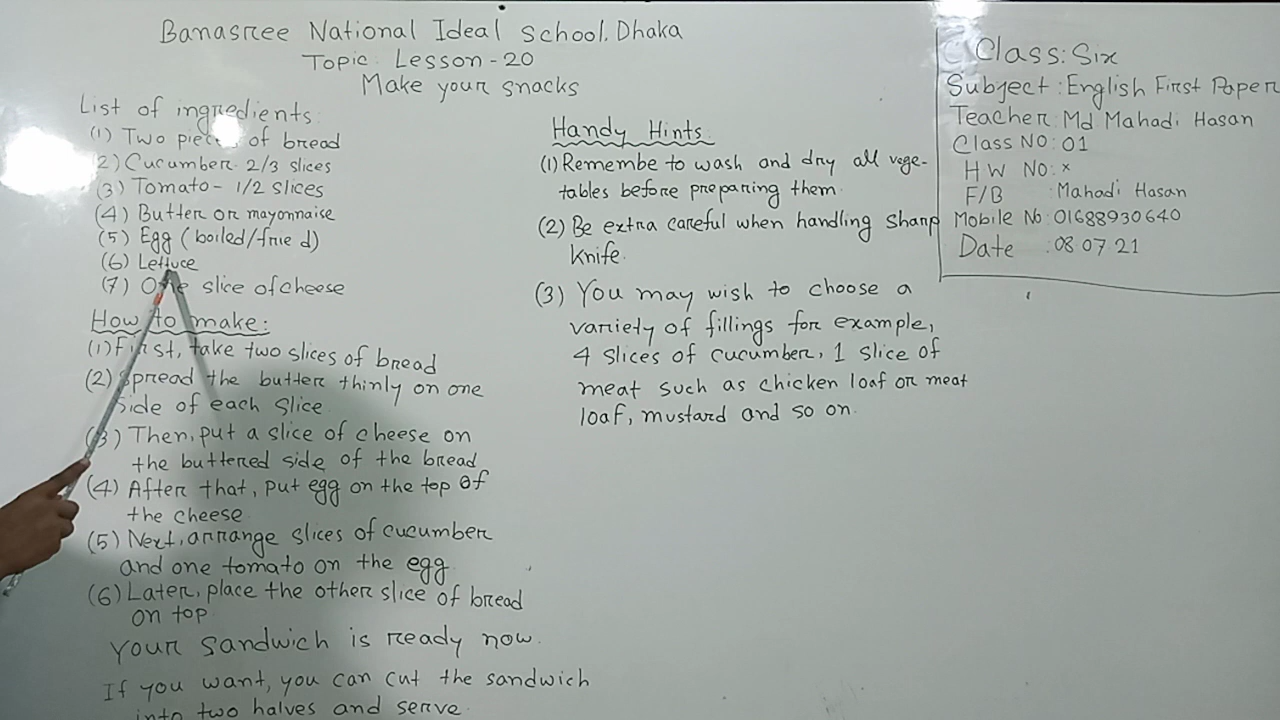 Banasree National Ideal School. Dhaka
Topic. Lesson - 20
Make your snacks
List of ingredients:
(1) Two pieces of bread
(2) Cucumber 2/3 slices
(3) Tomato - 1/2 slices
(4) Butter or mayonnaise
(5) Egg (boiled/frie d)
(6) Lettuce
(7) One slice of cheese
How to make:
(1) First, take two slices of bread
(2) Spread the butter thinly on one
side of each slice
(3) Then, put a slice of cheese on
the buttered side of the bread
(4) After that, put egg on the top of
the cheese
(5) Next, arrange slices of cucumber
and one tomato on the egg
(6) Later, place the other slice of bread
on top
Your sandwich is ready now.
If you want, you can cut the sandwich
into two halves and serve.
Handy Hints:
(1) Remembe to wash and dry all vege-
tables before preparing them.
(2) Be extra careful when handling sharp
knife.
(3) You may wish to choose a
variety of fillings for example,
4 slices of cucumber, 1 slice of
meat such as chicken loaf or meat
loaf, mustard and so on.
Class: Six
Subject: English First Paper
Teacher: Md Mahadi Hasan
Class NO: 01
HW NO: x
F/B : Mahadi Hasan
Mobile No: 01688930640
Date : 08 07 21